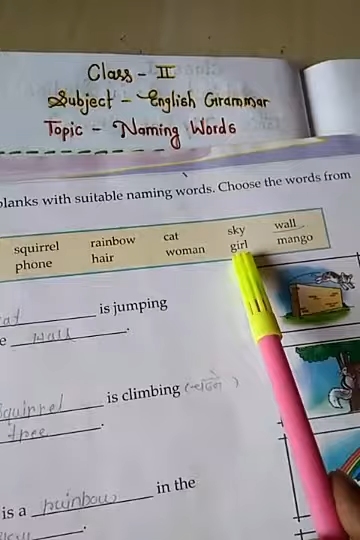 Class - II
Subject - English Grammar
Topic - Naming Words
blanks with suitable naming words. Choose the words from
squirrel rainbow cat sky wall
phone hair woman girl mango
is jumping
wall .
squirrel is climbing
tree .
is a rainbow in the